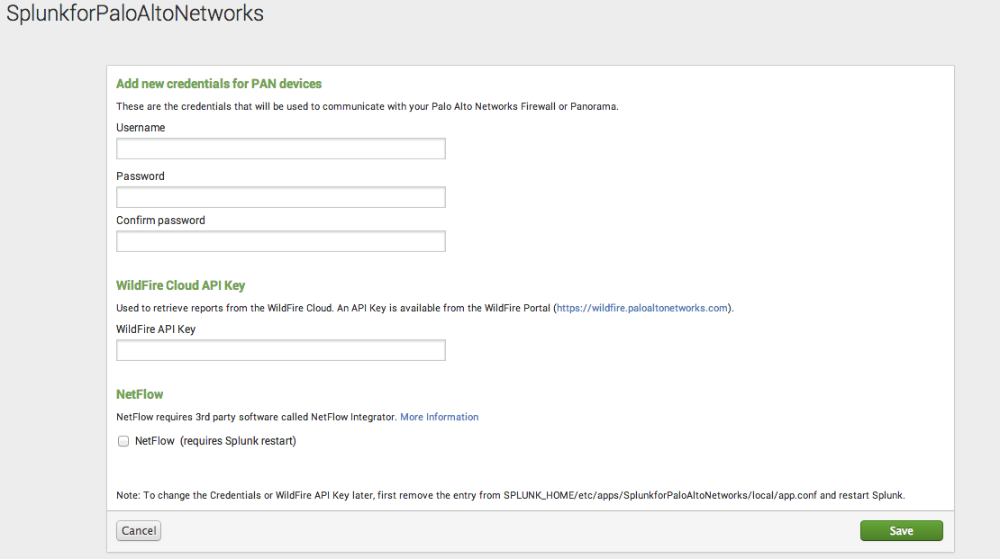 SplunkforPaloAltoNetworks
Add new credentials for PAN devices
These are the credentials that will be used to communicate with your Palo Alto Networks Firewall or Panorama.
Username
Password
Confirm password
WildFire Cloud API Key
Used to retrieve reports from the WildFire Cloud. An API Key is available from the WildFire Portal (https://wildfire.paloaltonetworks.com).
WildFire API Key
NetFlow
NetFlow requires 3rd party software called NetFlow Integrator. More Information
NetFlow (requires Splunk restart)
Note: To change the Credentials or WildFire API Key later, first remove the entry from SPLUNK_HOME/etc/apps/SplunkforPaloAltoNetworks/local/app.conf and restart Splunk.
Cancel
Save